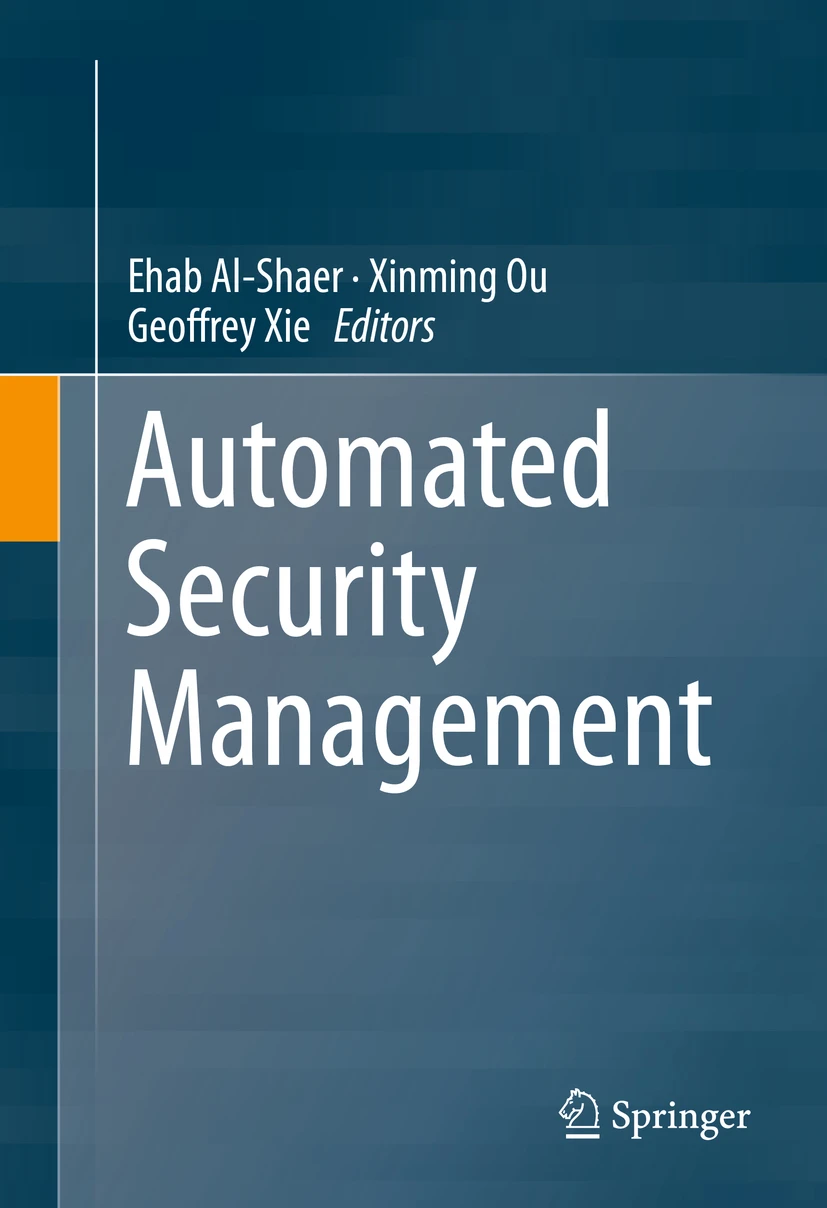 Ehab Al-Shaer · Xinming Ou
Geoffrey Xie Editors
Automated
Security
Management
Springer